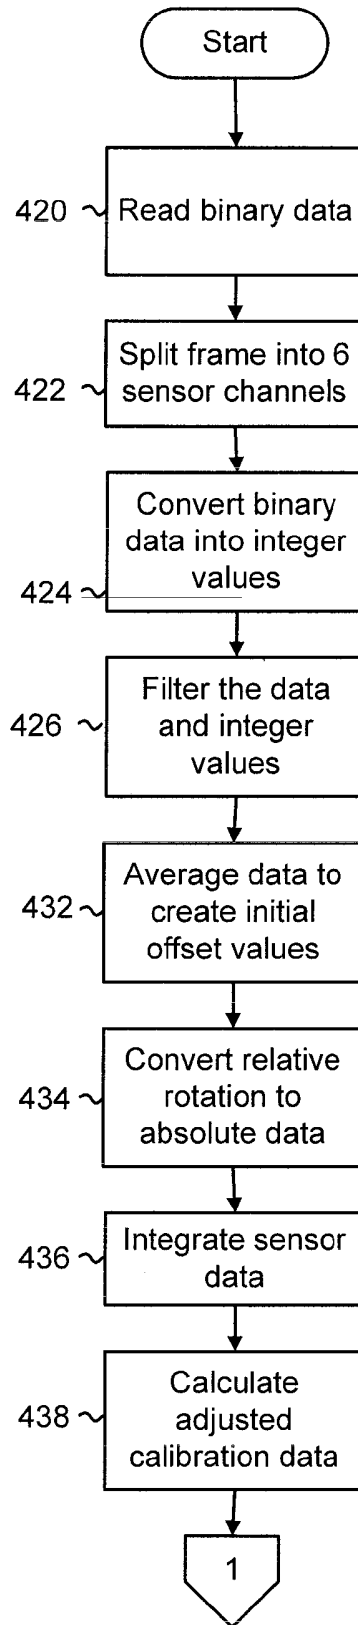 Start
420 Read binary data
Split frame into 6
422 sensor channels
Convert binary
data into integer
values
424
Filter the data
426 and integer
values
Average data to
432 create initial
offset values
Convert relative
434 rotation to
absolute data
Integrate sensor
436 data
Calculate
438 adjusted
calibration data
1